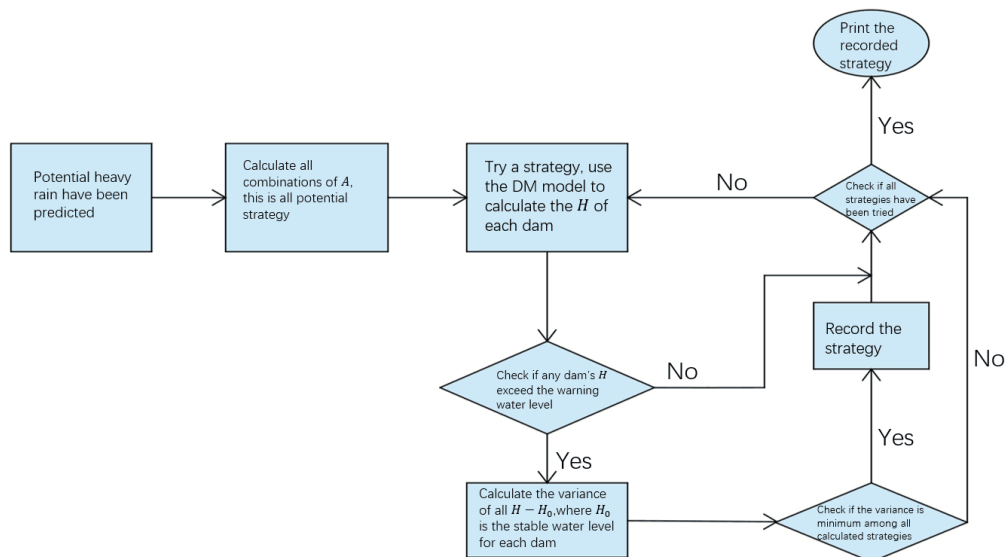 Print the
recorded
strategy
Yes
Potential heavy
rain have been
predicted
Calculate all
combinations of A,
this is all potential
strategy
Try a strategy, use
the DM model to
calculate the H of
each dam
No
Check if all
strategies have
been tried
Record the
strategy
No
Check if any dam's H
exceed the warning
water level
No
Yes
Yes
Calculate the variance
of all H − H₀,where H₀
is the stable water level
for each dam
Check if the variance is
minimum among all
calculated strategies